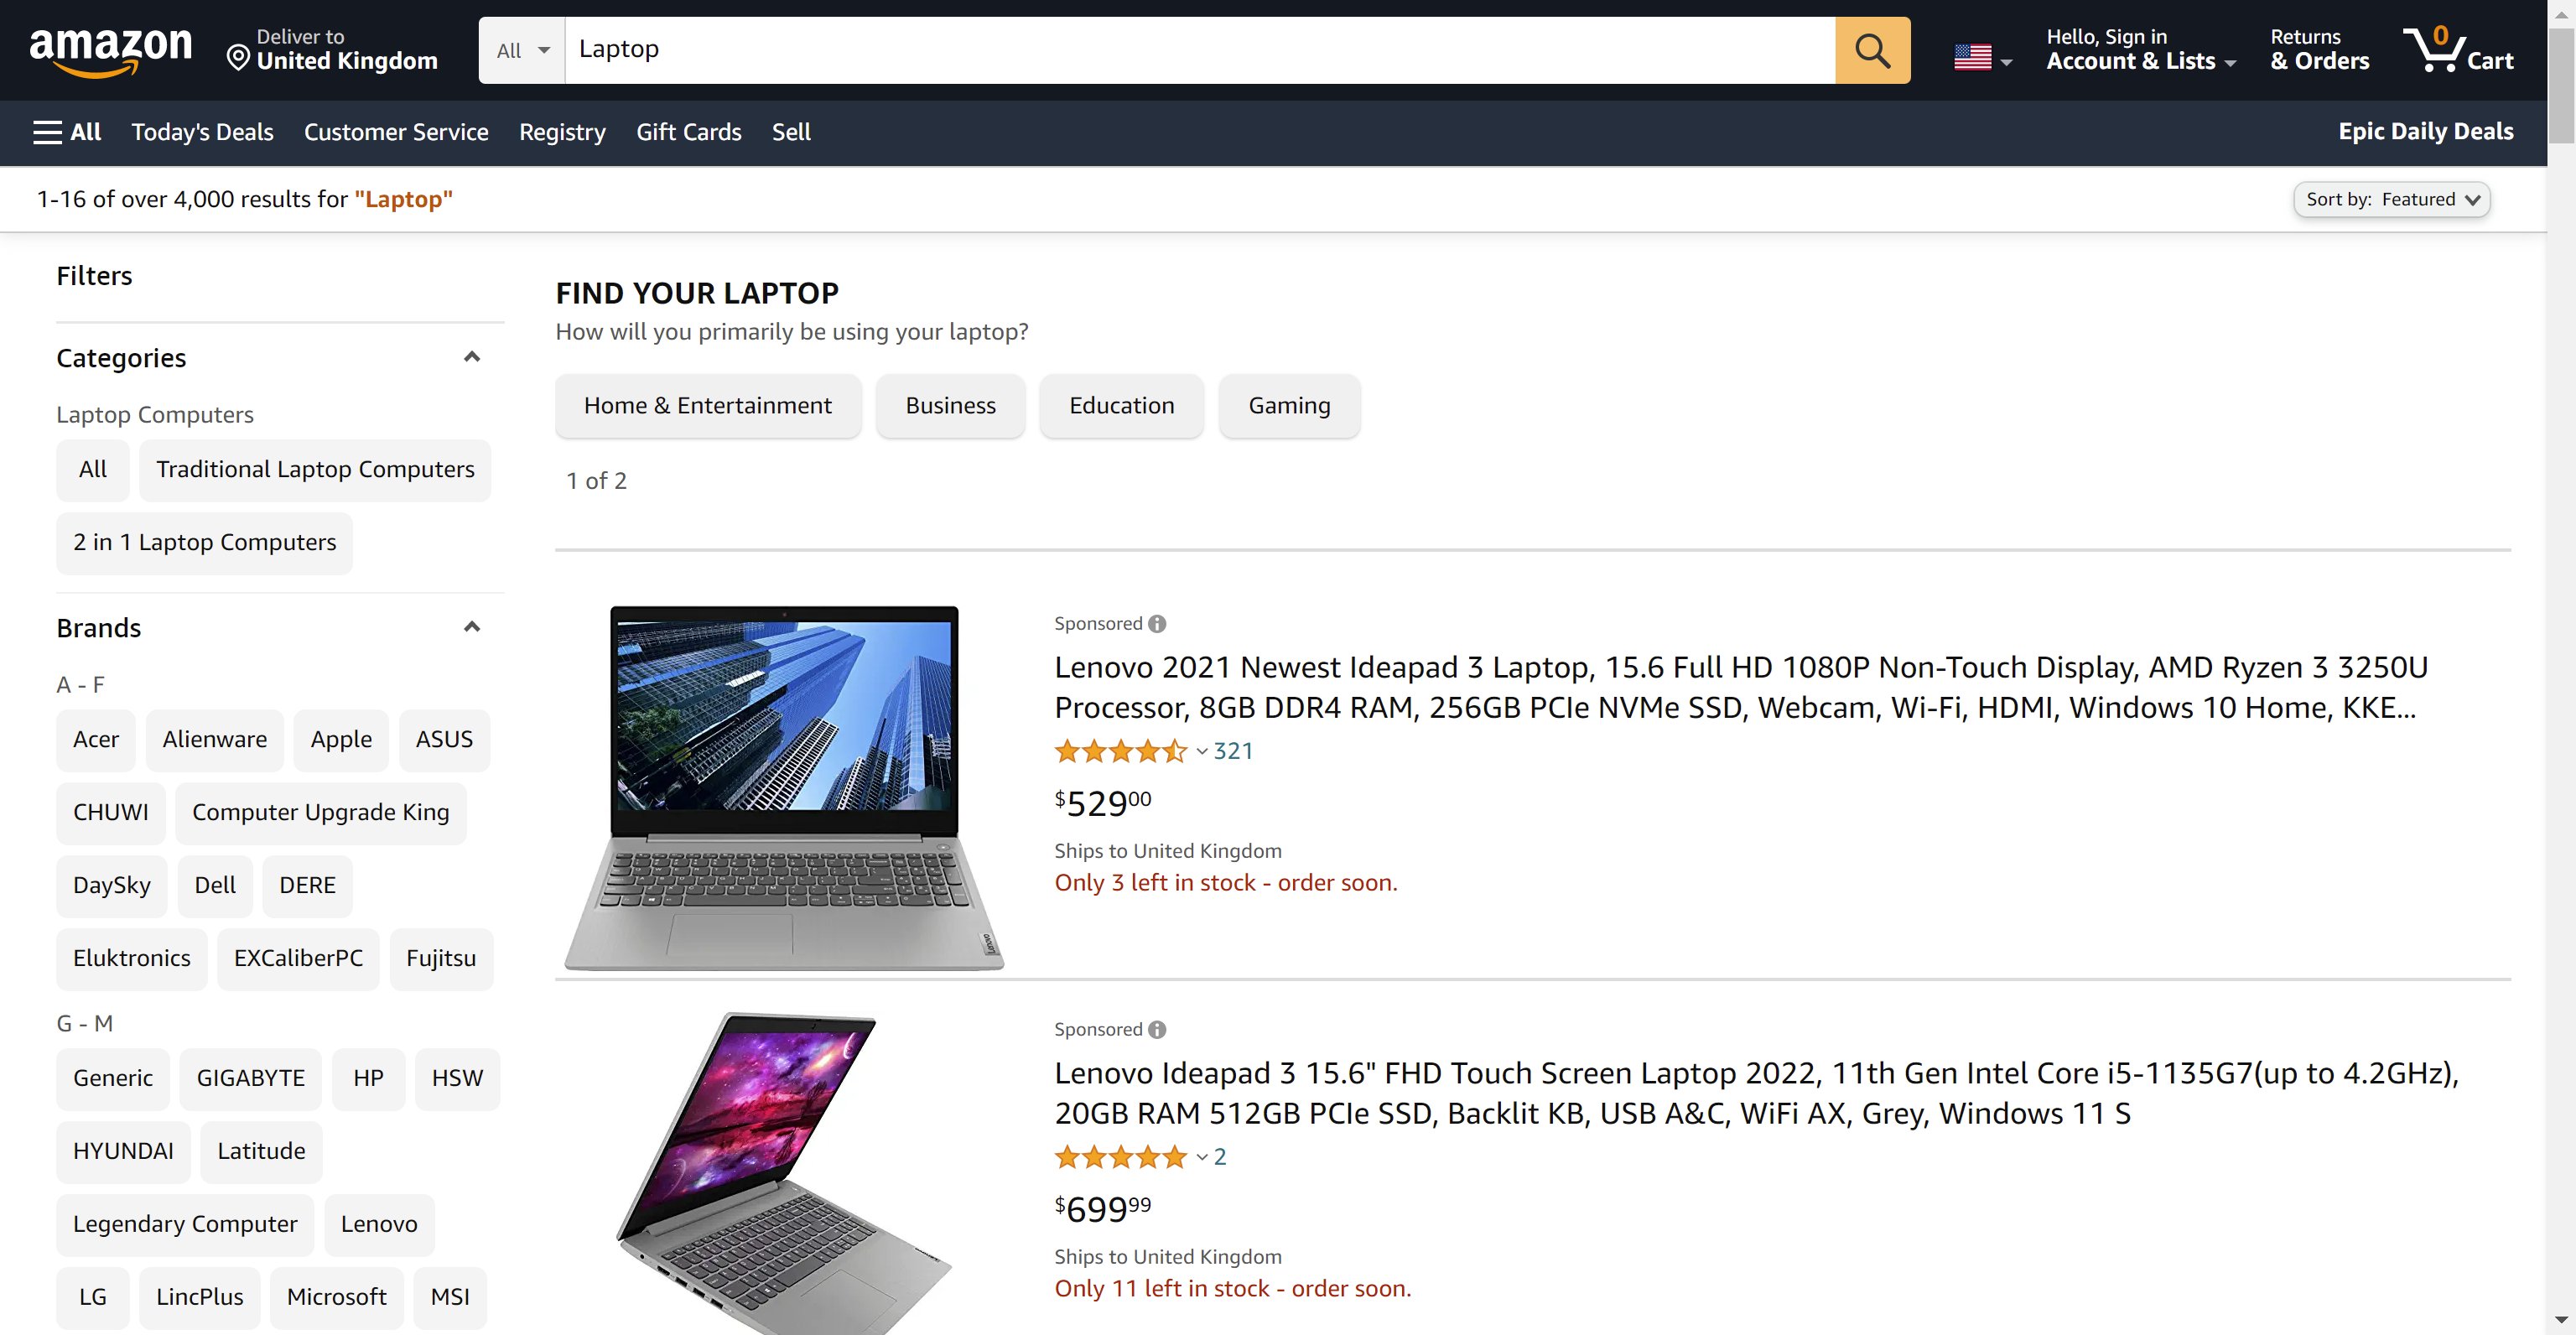 amazon
Deliver to
United Kingdom
All
Laptop
Hello, Sign in
Account & Lists
Returns
& Orders
0
Cart
All
Today's Deals
Customer Service
Registry
Gift Cards
Sell
Epic Daily Deals
1-16 of over 4,000 results for "Laptop"
Sort by: Featured
Filters
Categories
Laptop Computers
All
Traditional Laptop Computers
2 in 1 Laptop Computers
Brands
A - F
Acer
Alienware
Apple
ASUS
CHUWI
Computer Upgrade King
DaySky
Dell
DERE
Eluktronics
EXCaliberPC
Fujitsu
G - M
Generic
GIGABYTE
HP
HSW
HYUNDAI
Latitude
Legendary Computer
Lenovo
LG
LincPlus
Microsoft
MSI
FIND YOUR LAPTOP
How will you primarily be using your laptop?
Home & Entertainment
Business
Education
Gaming
1 of 2
Sponsored
Lenovo 2021 Newest Ideapad 3 Laptop, 15.6 Full HD 1080P Non-Touch Display, AMD Ryzen 3 3250U
Processor, 8GB DDR4 RAM, 256GB PCIe NVMe SSD, Webcam, Wi-Fi, HDMI, Windows 10 Home, KKE...
321
$52900
Ships to United Kingdom
Only 3 left in stock - order soon.
Lenovo
Sponsored
Lenovo Ideapad 3 15.6" FHD Touch Screen Laptop 2022, 11th Gen Intel Core i5-1135G7(up to 4.2GHz),
20GB RAM 512GB PCIe SSD, Backlit KB, USB A&C, WiFi AX, Grey, Windows 11 S
2
$69999
Ships to United Kingdom
Only 11 left in stock - order soon.